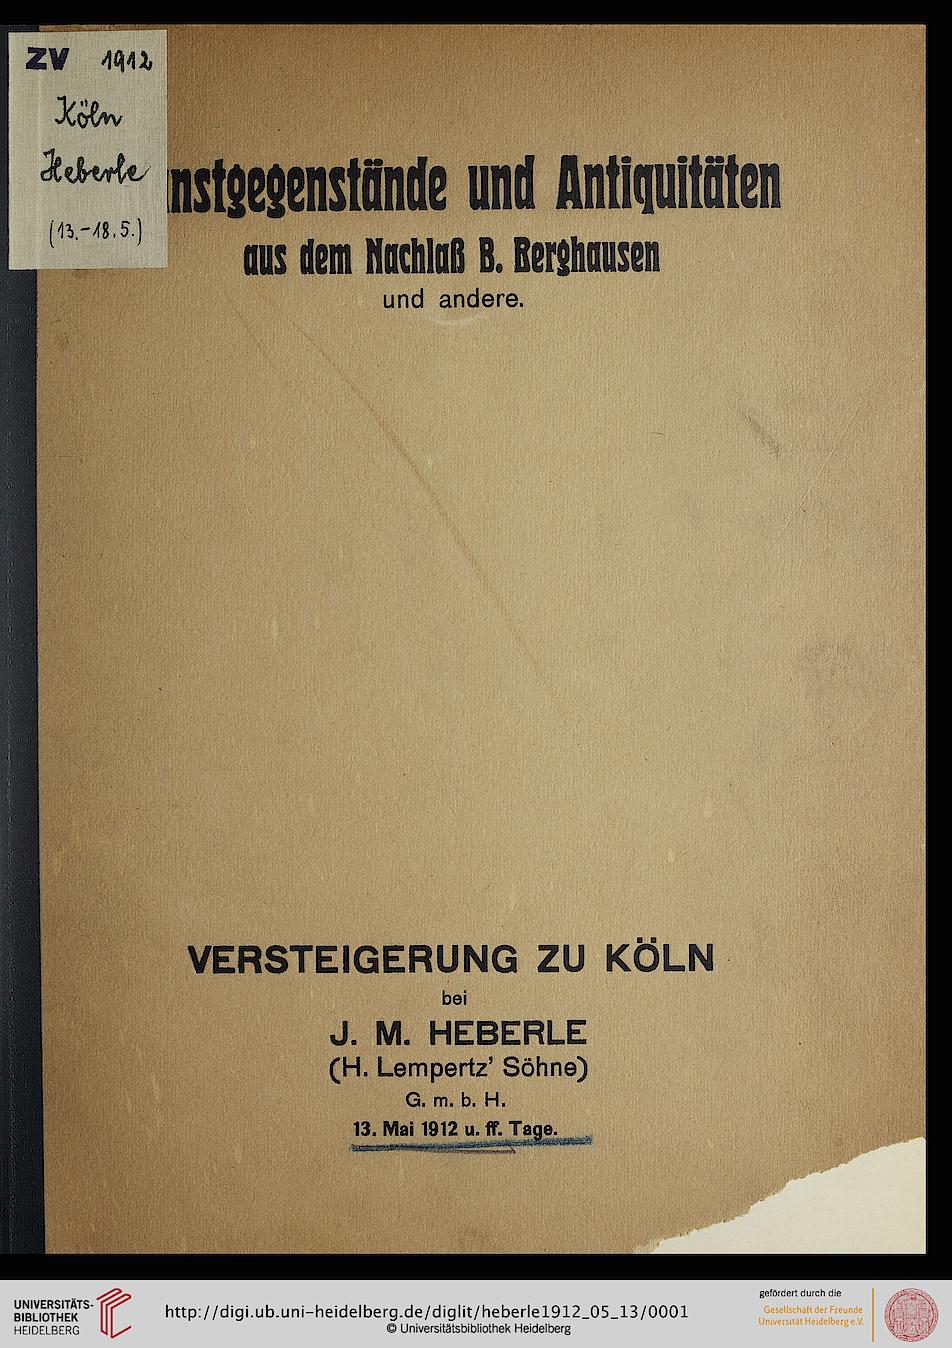 ZV 1912
Köln
Heberle
(13.-18.5.)
nstgegenstände und Antiquitäten
aus dem Nachlaß B. Berghausen
und andere.
VERSTEIGERUNG ZU KÖLN
bei
J. M. HEBERLE
(H. Lempertz' Söhne)
G. m. b. H.
13. Mai 1912 u. ff. Tage.
UNIVERSITÄTS-
BIBLIOTHEK
HEIDELBERG
http://digi.ub.uni-heidelberg.de/diglit/heberle1912_05_13/0001
© Universitätsbibliothek Heidelberg
gefördert durch die
Gesellschaft der Freunde
Universität Heidelberg e.V.